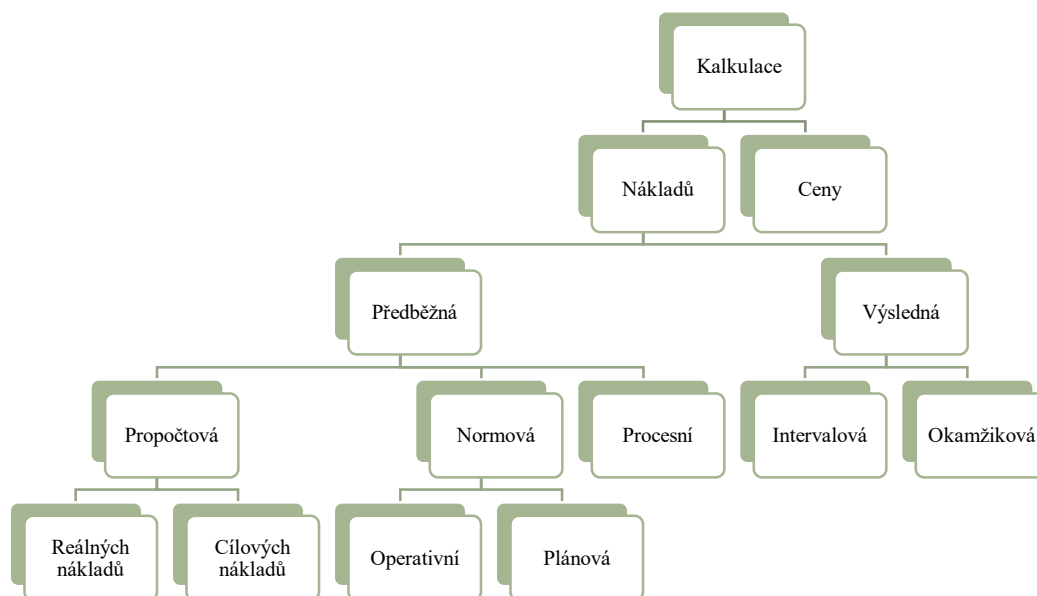 Kalkulace
Nákladů
Ceny
Předběžná
Výsledná
Propočtová
Normová
Procesní
Intervalová
Okamžiková
Reálných
nákladů
Cílových
nákladů
Operativní
Plánová